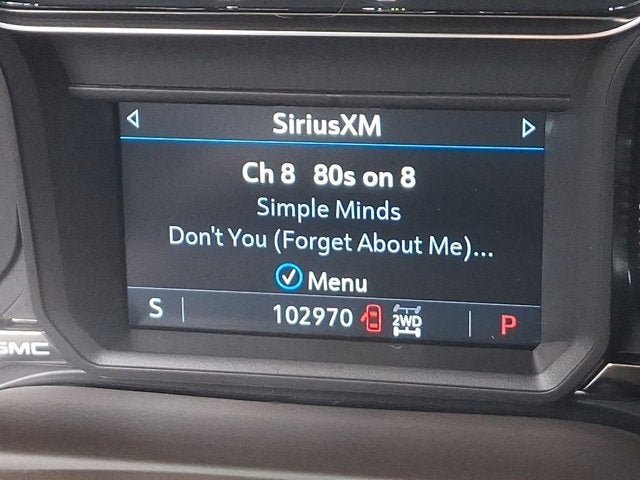 SiriusXM
Ch 8 80s on 8
Simple Minds
Don't You (Forget About Me)...
Menu
S 102970 2WD P
GMC